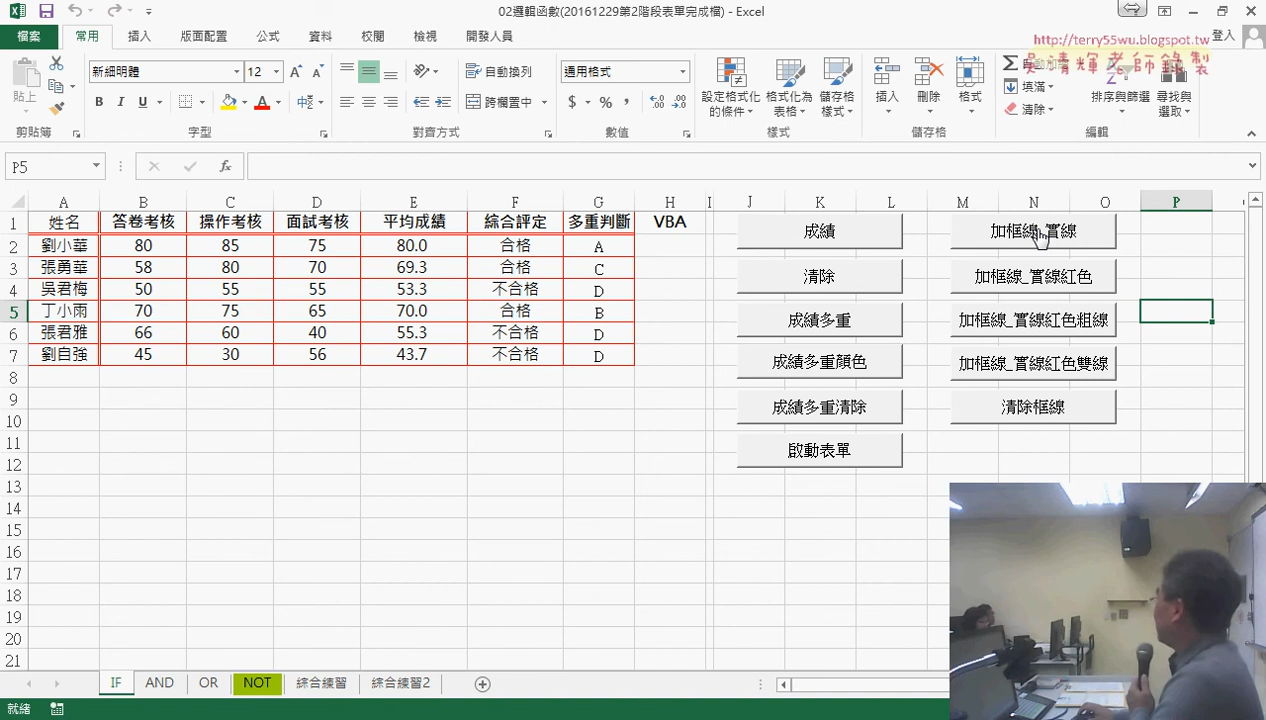 02邏輯函數(20161229第2階段表單完成檔) - Excel
檔案 常用 插入 版面配置 公式 資料 校閱 檢視 開發人員 登入
http://terry55wu.blogspot.tw
吳清輝老師錄製
貼上 新細明體 12 自動換列 通用格式 設定格式化的條件 格式化為表格 儲存格樣式 插入 刪除 格式 自動加總
B I U 跨欄置中 $ % 填滿 清除 排序與篩選 尋找與選取
剪貼簿 字型 對齊方式 數值 樣式 儲存格 編輯
P5 fx
A B C D E F G H I J K L M N O P
1 姓名 答卷考核 操作考核 面試考核 平均成績 綜合評定 多重判斷 VBA
2 劉小華 80 85 75 80.0 合格 A
3 張勇華 58 80 70 69.3 合格 C
4 吳君梅 50 55 55 53.3 不合格 D
5 丁小雨 70 75 65 70.0 合格 B
6 張君雅 66 60 40 55.3 不合格 D
7 劉自強 45 30 56 43.7 不合格 D
8
9
10
11
12
13
14
15
16
17
18
19
20
21
成績
清除
成績多重
成績多重顏色
成績多重清除
啟動表單
加框線_實線
加框線_實線紅色
加框線_實線紅色粗線
加框線_實線紅色雙線
清除框線
IF AND OR NOT 綜合練習 綜合練習2
就緒